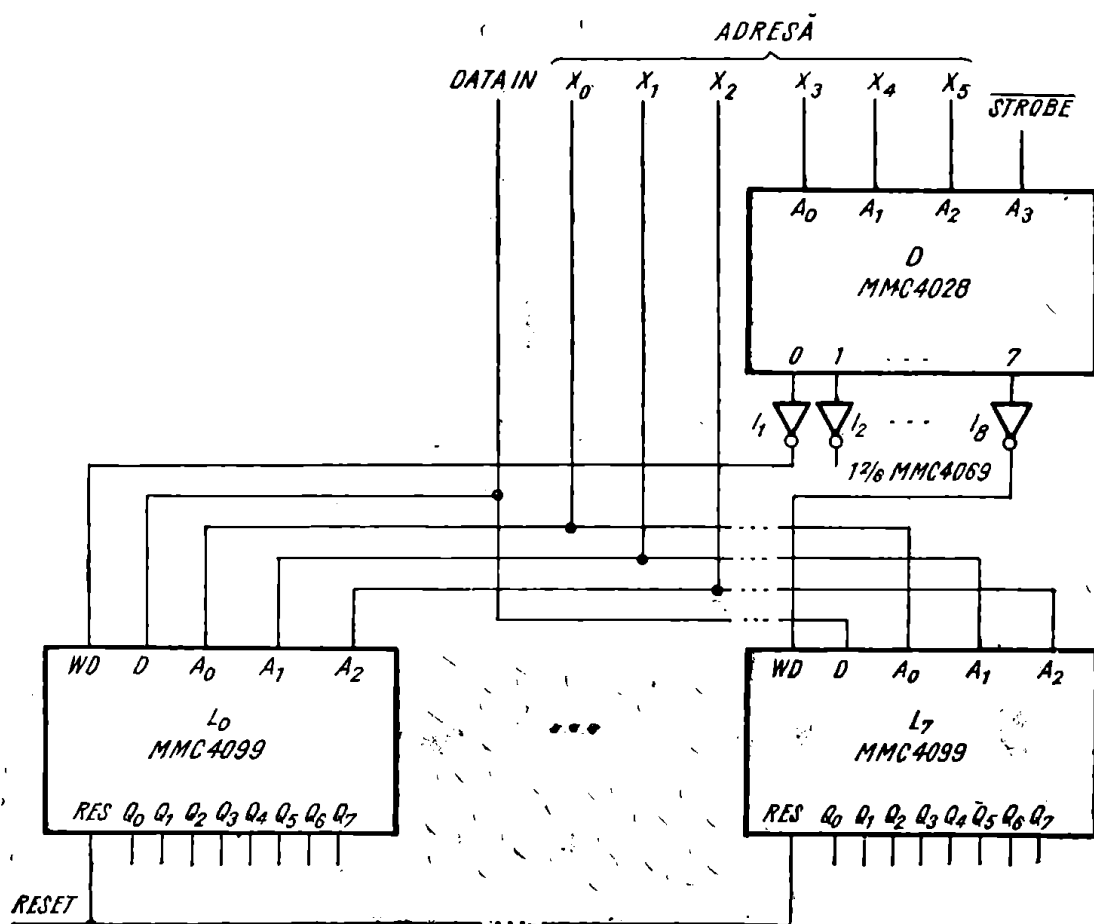 ADRESĂ
DATA IN X₀ X₁ X₂ X₃ X₄ X₅ S̅T̅R̅O̅B̅E̅
A₀ A₁ A₂ A₃
D
MMC4028
0 1 ... 7
I₁ I₂ ... I₈
1 2/6 MMC4069
WD D A₀ A₁ A₂ WD D A₀ A₁ A₂
L₀ ... L₇
MMC4099 MMC4099
RES Q₀ Q₁ Q₂ Q₃ Q₄ Q₅ Q₆ Q₇ RES Q₀ Q₁ Q₂ Q₃ Q₄ Q₅ Q₆ Q₇
RESET